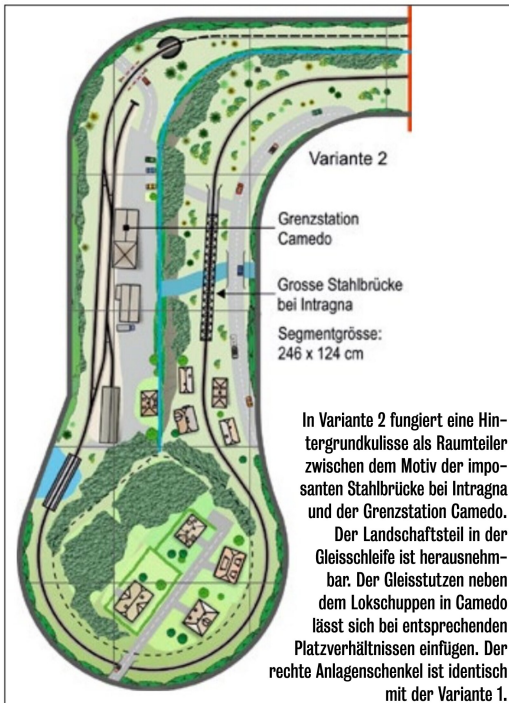 Variante 2
Grenzstation
Camedo
Grosse Stahlbrücke
bei Intragna
Segmentgrösse:
246 x 124 cm
In Variante 2 fungiert eine Hin-
tergrundkulisse als Raumteiler
zwischen dem Motiv der impo-
santen Stahlbrücke bei Intragna
und der Grenzstation Camedo.
Der Landschaftsteil in der
Gleisschleife ist herausnehm-
bar. Der Gleisstutzen neben
dem Lokschuppen in Camedo
lässt sich bei entsprechenden
Platzverhältnissen einfügen. Der
rechte Anlagenschenkel ist identisch
mit der Variante 1.